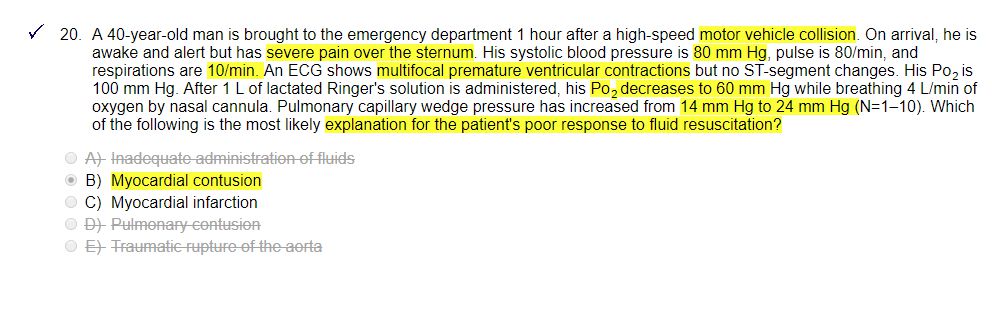 20. A 40-year-old man is brought to the emergency department 1 hour after a high-speed motor vehicle collision. On arrival, he is
awake and alert but has severe pain over the sternum. His systolic blood pressure is 80 mm Hg, pulse is 80/min, and
respirations are 10/min. An ECG shows multifocal premature ventricular contractions but no ST-segment changes. His Po₂ is
100 mm Hg. After 1 L of lactated Ringer's solution is administered, his Po₂ decreases to 60 mm Hg while breathing 4 L/min of
oxygen by nasal cannula. Pulmonary capillary wedge pressure has increased from 14 mm Hg to 24 mm Hg (N=1–10). Which
of the following is the most likely explanation for the patient's poor response to fluid resuscitation?
A) Inadequate administration of fluids
B) Myocardial contusion
C) Myocardial infarction
D) Pulmonary contusion
E) Traumatic rupture of the aorta